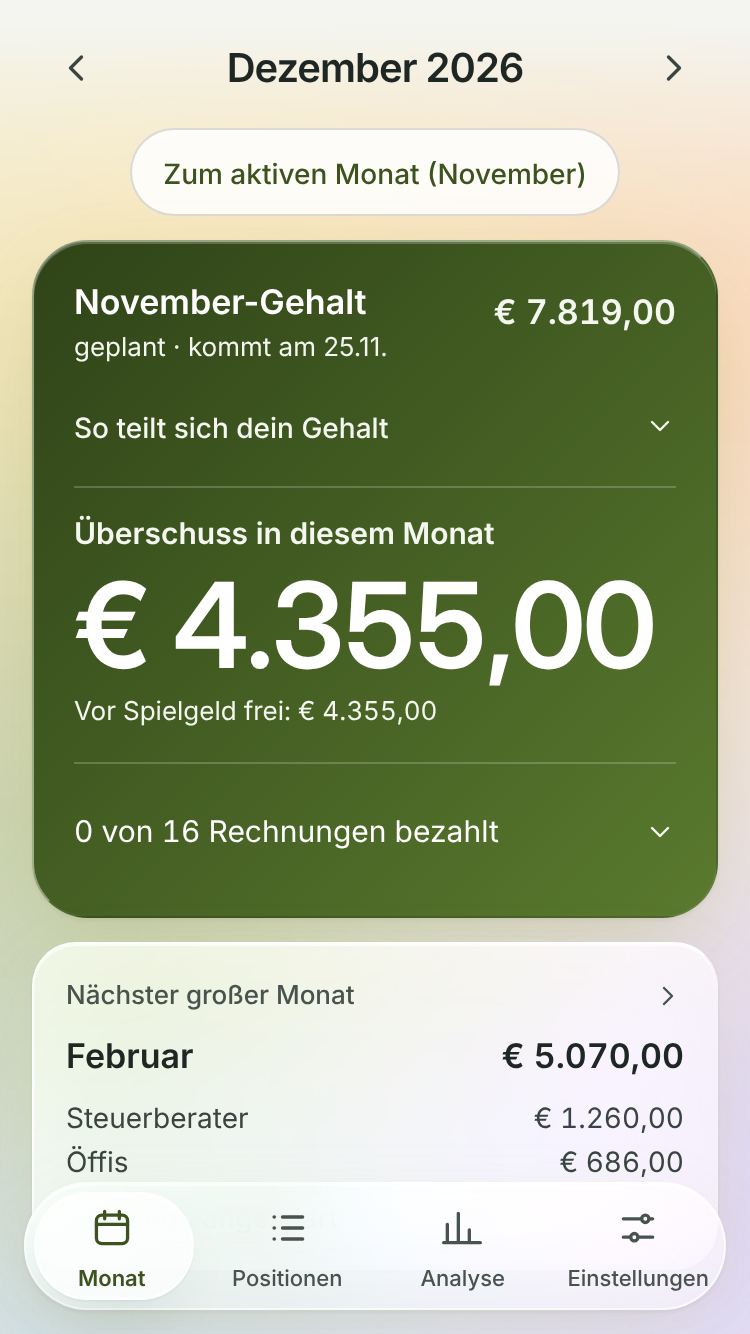 Dezember 2026
Zum aktiven Monat (November)
November-Gehalt
€ 7.819,00
geplant · kommt am 25.11.
So teilt sich dein Gehalt
Überschuss in diesem Monat
€ 4.355,00
Vor Spielgeld frei: € 4.355,00
0 von 16 Rechnungen bezahlt
Nächster großer Monat
Februar € 5.070,00
Steuerberater € 1.260,00
Öffis € 686,00
Monat Positionen Analyse Einstellungen